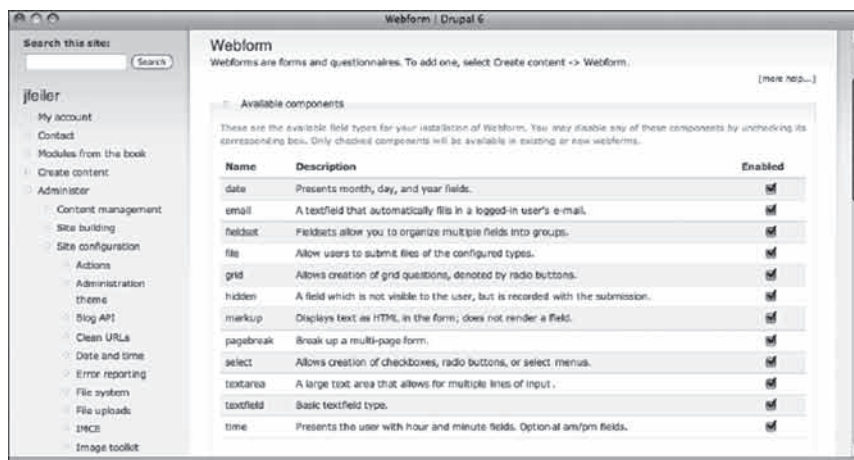 Webform | Drupal 6
Search this site:
Search
jfeiler
My account
Contact
Modules from the book
Create content
Administer
Content management
Site building
Site configuration
Actions
Administration
theme
Blog API
Clean URLs
Date and time
Error reporting
File system
File uploads
IMCE
Image toolkit
Webform
Webforms are forms and questionnaires. To add one, select Create content -> Webform.
[more help...]
Available components
These are the available field types for your installation of Webform. You may disable any of these components by unchecking its
corresponding box. Only checked components will be available in existing or new webforms.
Name Description Enabled
date Presents month, day, and year fields.
email A textfield that automatically fills in a logged-in user's e-mail.
fieldset Fieldsets allow you to organize multiple fields into groups.
file Allow users to submit files of the configured types.
grid Allows creation of grid questions, denoted by radio buttons.
hidden A field which is not visible to the user, but is recorded with the submission.
markup Displays text as HTML in the form; does not render a field.
pagebreak Break up a multi-page form.
select Allows creation of checkboxes, radio buttons, or select menus.
textarea A large text area that allows for multiple lines of input.
textfield Basic textfield type.
time Presents the user with hour and minute fields. Optional am/pm fields.